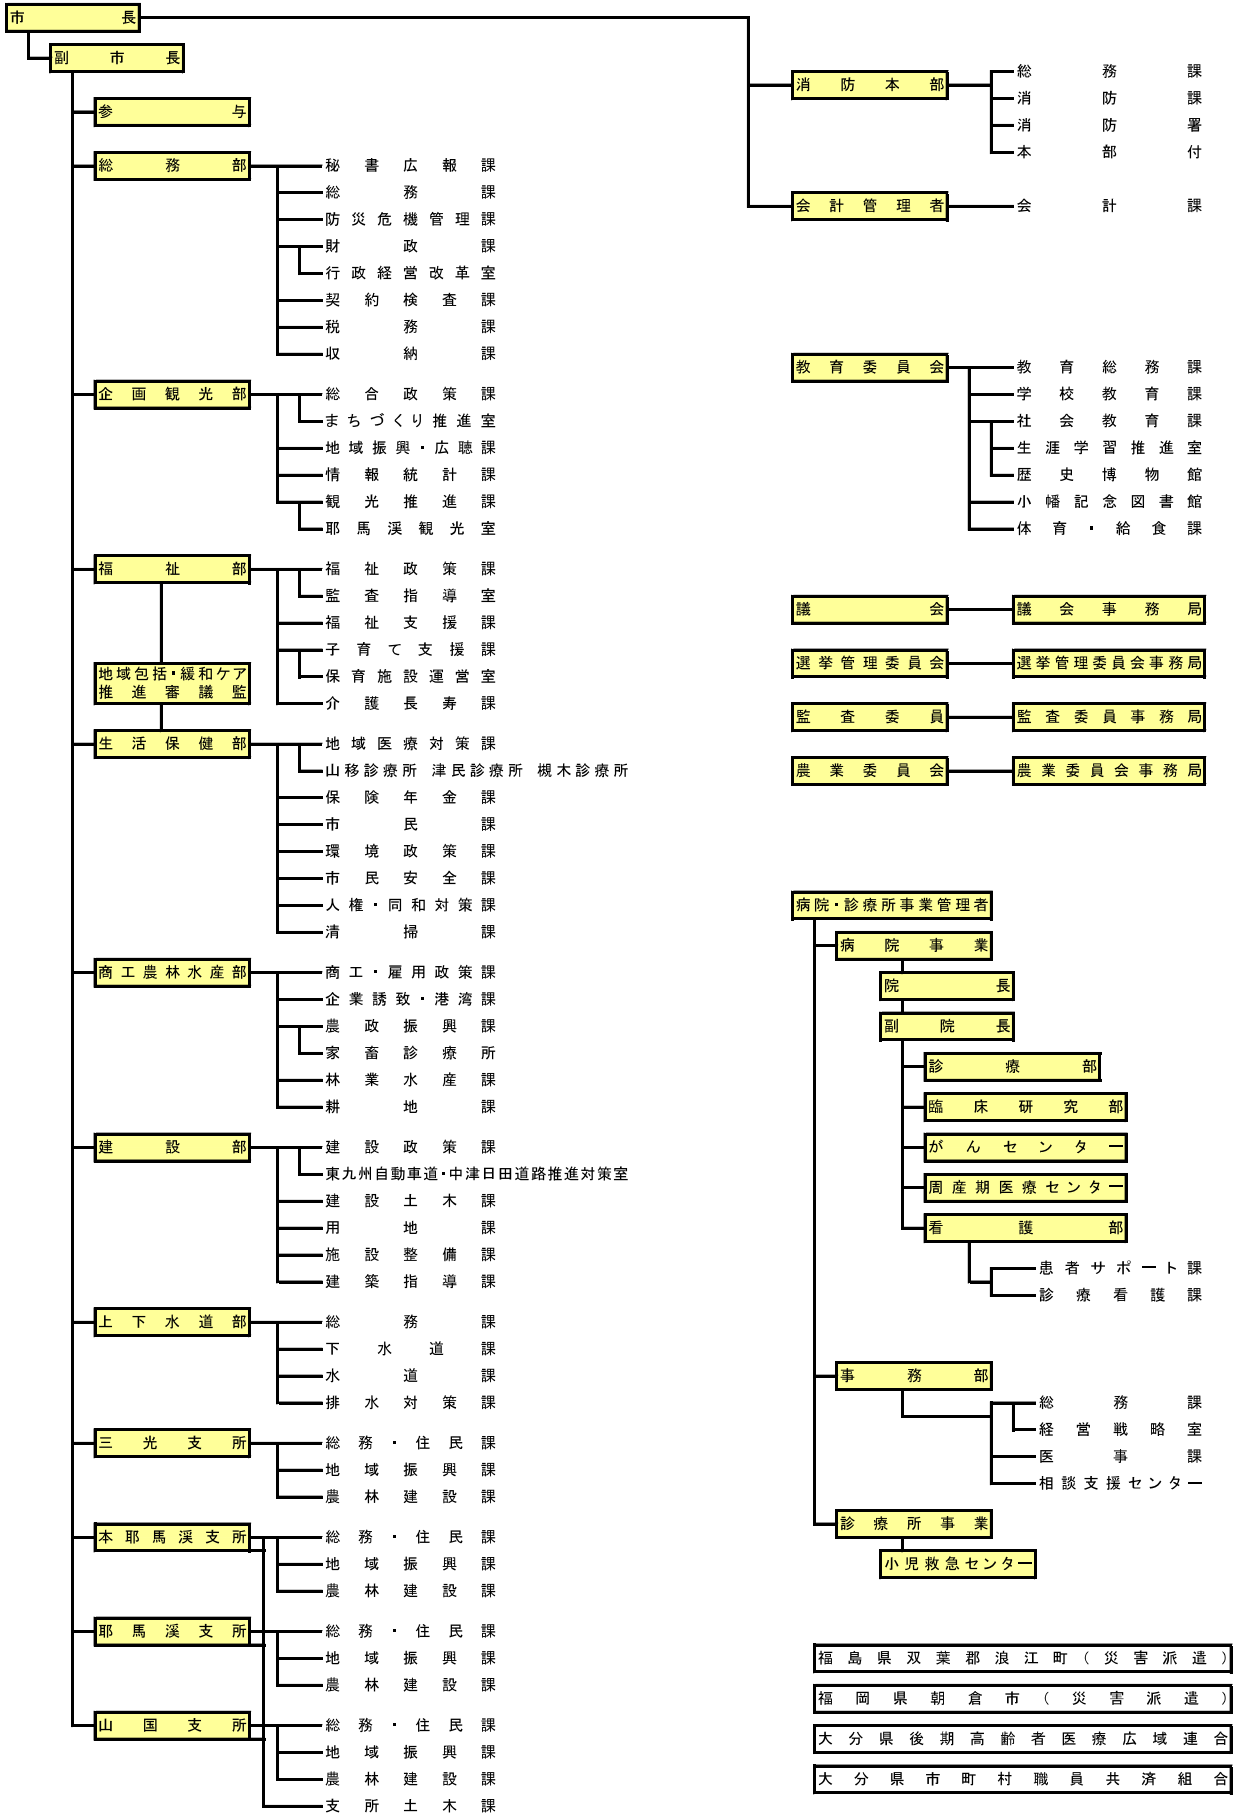 市長
副市長
参与
総務部
秘書広報課
総務課
防災危機管理課
財政課
行政経営改革室
契約検査課
税務課
収納課
企画観光部
総合政策課
まちづくり推進室
地域振興・広聴課
情報統計課
観光推進課
耶馬渓観光室
福祉部
福祉政策課
監査指導室
福祉支援課
子育て支援課
保育施設運営室
介護長寿課
地域包括・緩和ケア
推進審議監
生活保健部
地域医療対策課
山移診療所 津民診療所 槻木診療所
保険年金課
市民課
環境政策課
市民安全課
人権・同和対策課
清掃課
商工農林水産部
商工・雇用政策課
企業誘致・港湾課
農政振興課
家畜診療所
林業水産課
耕地課
建設部
建設政策課
東九州自動車道・中津日田道路推進対策室
建設土木課
用地課
施設整備課
建築指導課
上下水道部
総務課
下水道課
水道課
排水対策課
三光支所
総務・住民課
地域振興課
農林建設課
本耶馬渓支所
総務・住民課
地域振興課
農林建設課
耶馬渓支所
総務・住民課
地域振興課
農林建設課
山国支所
総務・住民課
地域振興課
農林建設課
支所土木課
消防本部
総務課
消防課
消防署
本部付
会計管理者
会計課
教育委員会
教育総務課
学校教育課
社会教育課
生涯学習推進室
歴史博物館
小幡記念図書館
体育・給食課
議会
議会事務局
選挙管理委員会
選挙管理委員会事務局
監査委員
監査委員事務局
農業委員会
農業委員会事務局
病院・診療所事業管理者
病院事業
院長
副院長
診療部
臨床研究部
がんセンター
周産期医療センター
看護部
患者サポート課
診療看護課
事務部
総務課
経営戦略室
医事課
相談支援センター
診療所事業
小児救急センター
福島県双葉郡浪江町（災害派遣）
福岡県朝倉市（災害派遣）
大分県後期高齢者医療広域連合
大分県市町村職員共済組合